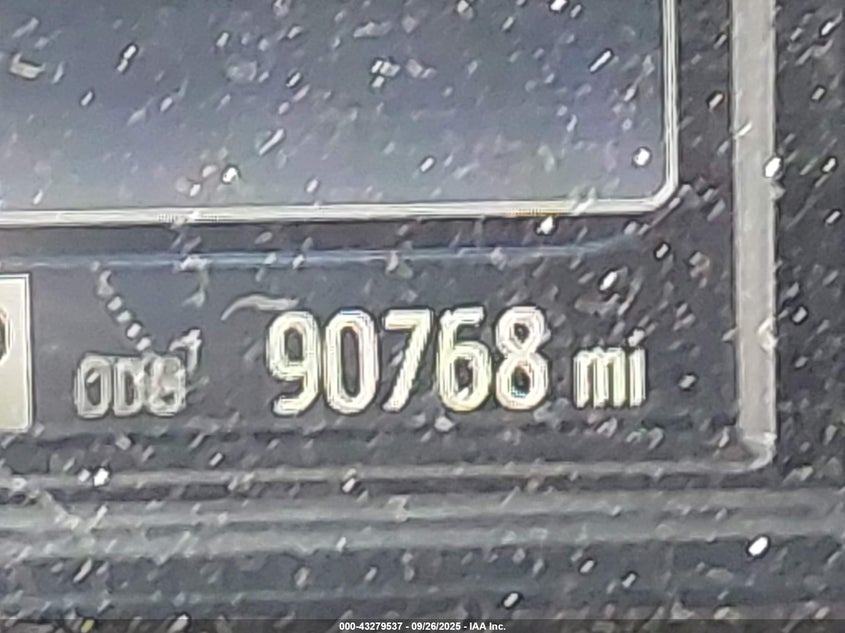 ODO 90768 mi
000-43279537 - 09/26/2025 - IAA Inc.